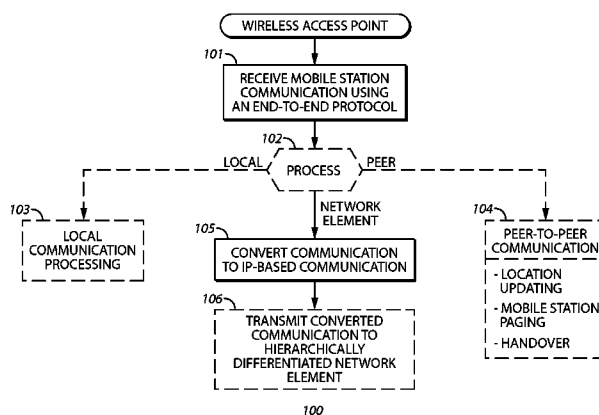 WIRELESS ACCESS POINT
101
RECEIVE MOBILE STATION
COMMUNICATION USING
AN END-TO-END PROTOCOL
102
LOCAL
PROCESS
PEER
NETWORK
ELEMENT
103
LOCAL
COMMUNICATION
PROCESSING
105
CONVERT COMMUNICATION
TO IP-BASED COMMUNICATION
104
PEER-TO-PEER
COMMUNICATION
- LOCATION
UPDATING
- MOBILE STATION
PAGING
- HANDOVER
106
TRANSMIT CONVERTED
COMMUNICATION TO
HIERARCHICALLY
DIFFERENTIATED NETWORK
ELEMENT
100